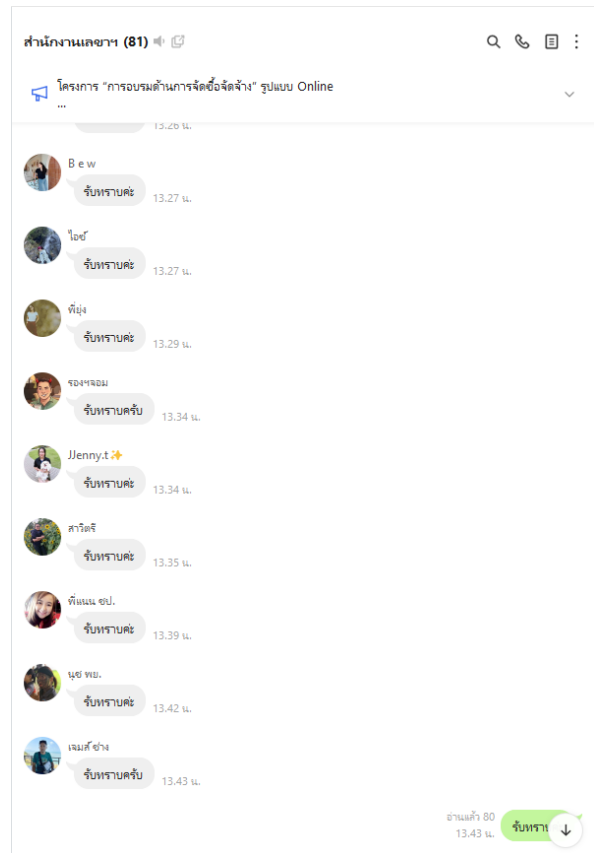 สำนักงานเลขาฯ (81)
โครงการ "การอบรมด้านการจัดซื้อจัดจ้าง" รูปแบบ Online
...
13.26 น.
B e w
รับทราบค่ะ
13.27 น.
ไอซ์
รับทราบค่ะ
13.27 น.
พี่ยุ่ง
รับทราบค่ะ
13.29 น.
รองฯจอม
รับทราบครับ
13.34 น.
JJenny.t✨
รับทราบค่ะ
13.34 น.
สาวิตรี
รับทราบค่ะ
13.35 น.
พี่แนน ชป.
รับทราบค่ะ
13.39 น.
นุช พย.
รับทราบค่ะ
13.42 น.
เจมส์ ช่าง
รับทราบครับ
13.43 น.
อ่านแล้ว 80
13.43 น.